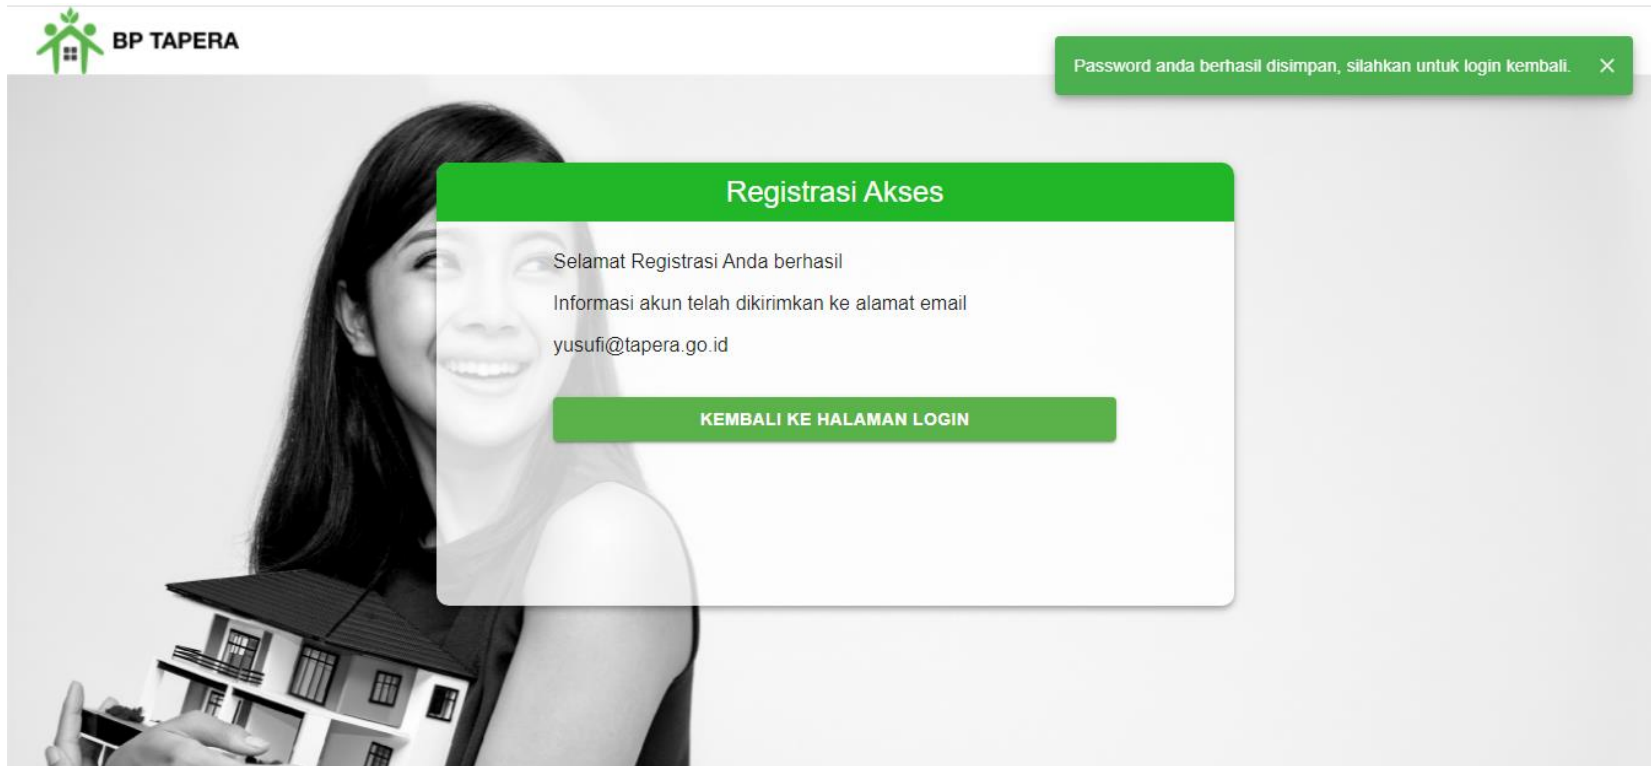 BP TAPERA
Password anda berhasil disimpan, silahkan untuk login kembali.
Registrasi Akses
Selamat Registrasi Anda berhasil
Informasi akun telah dikirimkan ke alamat email
yusufi@tapera.go.id
KEMBALI KE HALAMAN LOGIN